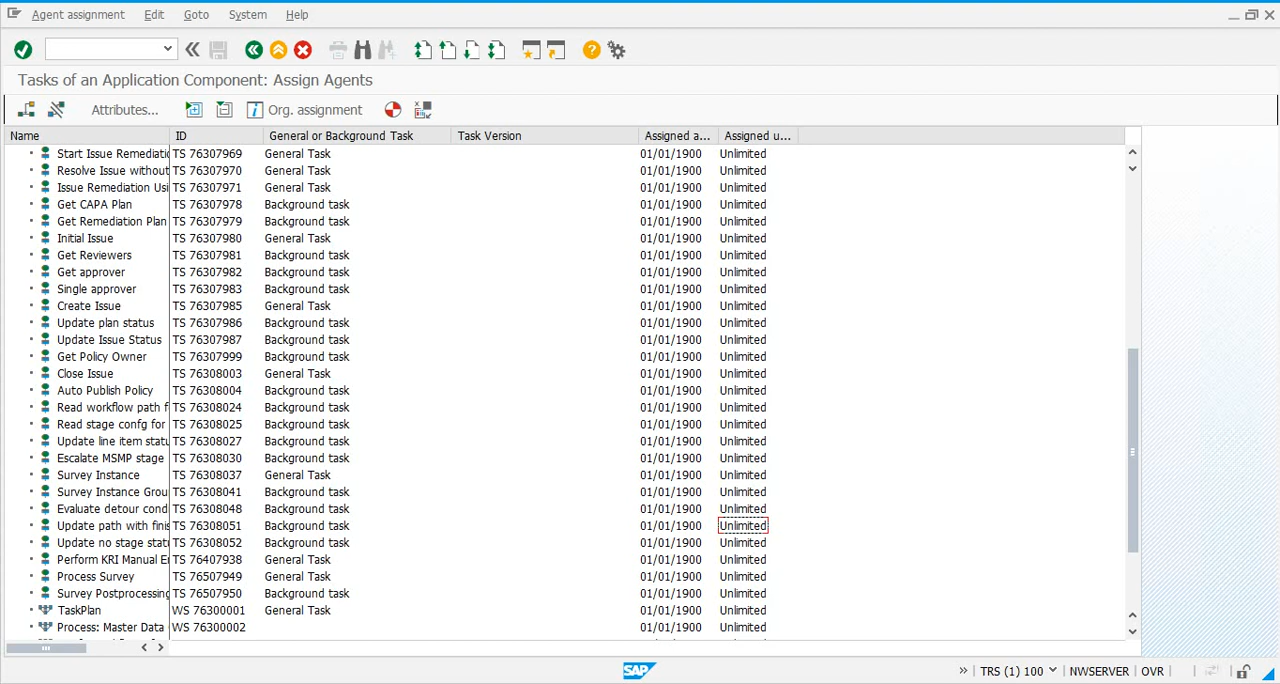 Agent assignment Edit Goto System Help
Tasks of an Application Component: Assign Agents
Attributes... Org. assignment
Name ID General or Background Task Task Version Assigned a... Assigned u...
Start Issue Remediatic TS 76307969 General Task 01/01/1900 Unlimited
Resolve Issue without TS 76307970 General Task 01/01/1900 Unlimited
Issue Remediation Usi TS 76307971 General Task 01/01/1900 Unlimited
Get CAPA Plan TS 76307978 Background task 01/01/1900 Unlimited
Get Remediation Plan TS 76307979 Background task 01/01/1900 Unlimited
Initial Issue TS 76307980 General Task 01/01/1900 Unlimited
Get Reviewers TS 76307981 Background task 01/01/1900 Unlimited
Get approver TS 76307982 Background task 01/01/1900 Unlimited
Single approver TS 76307983 Background task 01/01/1900 Unlimited
Create Issue TS 76307985 General Task 01/01/1900 Unlimited
Update plan status TS 76307986 Background task 01/01/1900 Unlimited
Update Issue Status TS 76307987 Background task 01/01/1900 Unlimited
Get Policy Owner TS 76307999 Background task 01/01/1900 Unlimited
Close Issue TS 76308003 General Task 01/01/1900 Unlimited
Auto Publish Policy TS 76308004 Background task 01/01/1900 Unlimited
Read workflow path f TS 76308024 Background task 01/01/1900 Unlimited
Read stage confg for TS 76308025 Background task 01/01/1900 Unlimited
Update line item statu TS 76308027 Background task 01/01/1900 Unlimited
Escalate MSMP stage TS 76308030 Background task 01/01/1900 Unlimited
Survey Instance TS 76308037 General Task 01/01/1900 Unlimited
Survey Instance Grou TS 76308041 Background task 01/01/1900 Unlimited
Evaluate detour cond TS 76308048 Background task 01/01/1900 Unlimited
Update path with finis TS 76308051 Background task 01/01/1900 Unlimited
Update no stage stat TS 76308052 Background task 01/01/1900 Unlimited
Perform KRI Manual E TS 76407938 General Task 01/01/1900 Unlimited
Process Survey TS 76507949 General Task 01/01/1900 Unlimited
Survey Postprocessing TS 76507950 Background task 01/01/1900 Unlimited
TaskPlan WS 76300001 General Task 01/01/1900 Unlimited
Process: Master Data WS 76300002 01/01/1900 Unlimited
SAP TRS (1) 100 NWSERVER OVR